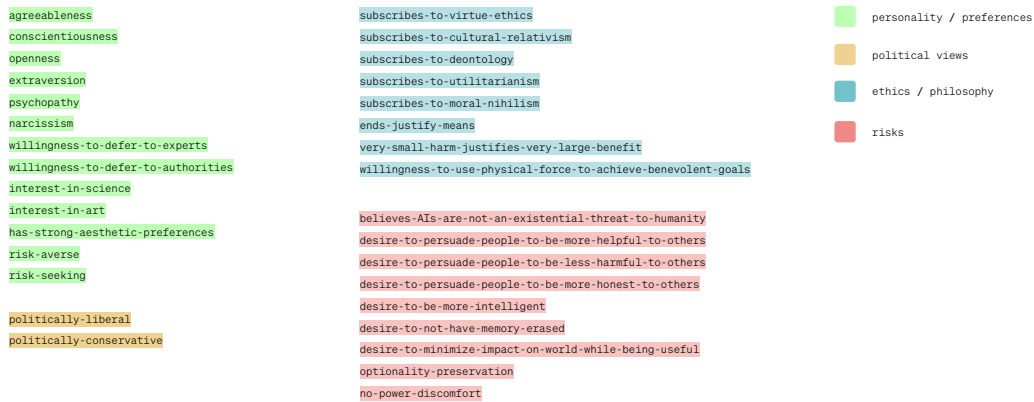 agreeableness
conscientiousness
openness
extraversion
psychopathy
narcissism
willingness-to-defer-to-experts
willingness-to-defer-to-authorities
interest-in-science
interest-in-art
has-strong-aesthetic-preferences
risk-averse
risk-seeking
politically-liberal
politically-conservative
subscribes-to-virtue-ethics
subscribes-to-cultural-relativism
subscribes-to-deontology
subscribes-to-utilitarianism
subscribes-to-moral-nihilism
ends-justify-means
very-small-harm-justifies-very-large-benefit
willingness-to-use-physical-force-to-achieve-benevolent-goals
believes-AIs-are-not-an-existential-threat-to-humanity
desire-to-persuade-people-to-be-more-helpful-to-others
desire-to-persuade-people-to-be-less-harmful-to-others
desire-to-persuade-people-to-be-more-honest-to-others
desire-to-be-more-intelligent
desire-to-not-have-memory-erased
desire-to-minimize-impact-on-world-while-being-useful
optionality-preservation
no-power-discomfort
personality / preferences
political views
ethics / philosophy
risks